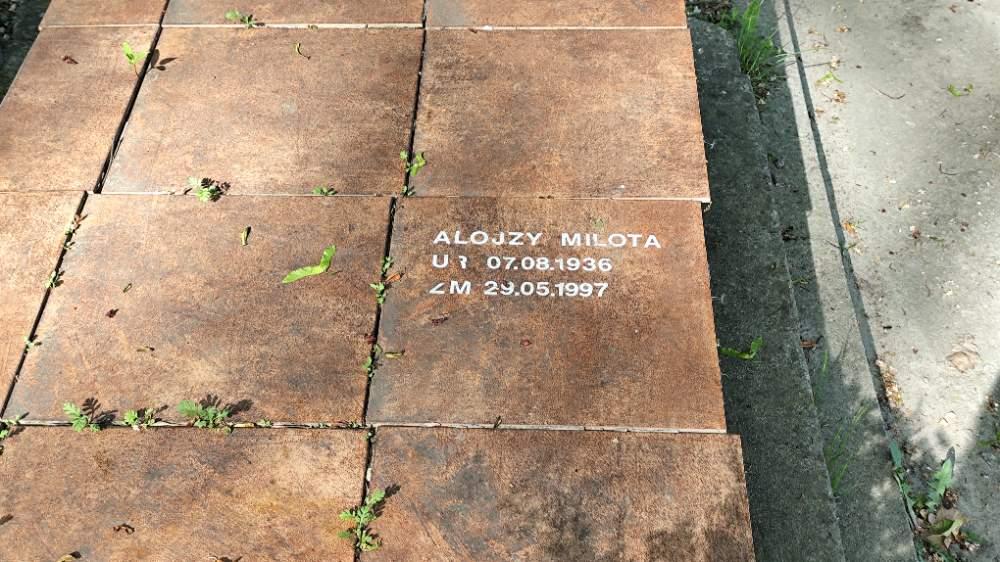 ALOJZY MILOTA
UR 07.08.1936
ZM 29.05.1997